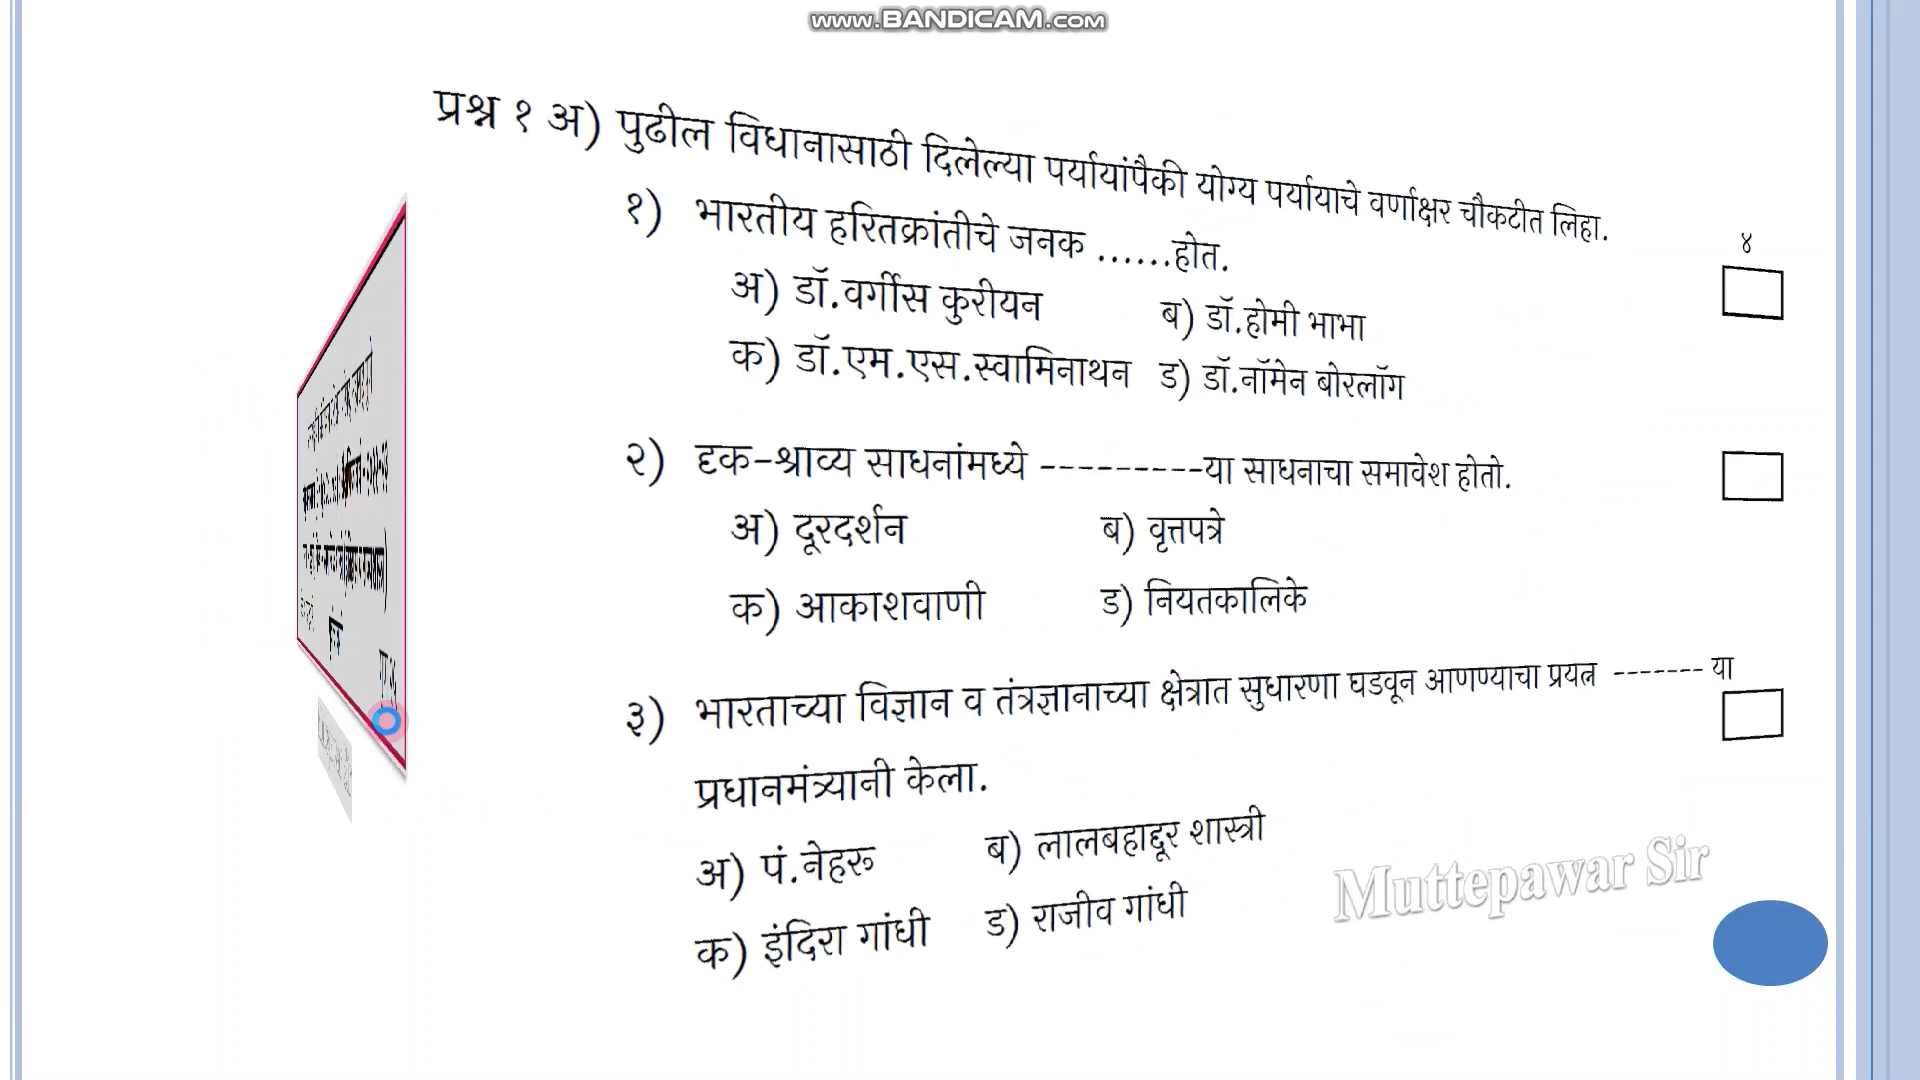 www.BANDICAM.com
प्रश्न १ अ) पुढील विधानासाठी दिलेल्या पर्यायांपैकी योग्य पर्यायाचे वर्णाक्षर चौकटीत लिहा.
४
१) भारतीय हरितक्रांतीचे जनक ......होत.
अ) डॉ.वर्गीस कुरीयन ब) डॉ.होमी भाभा
क) डॉ.एम.एस.स्वामिनाथन ड) डॉ.नॉमेन बोरलॉग
२) दृक-श्राव्य साधनांमध्ये ---------या साधनाचा समावेश होतो.
अ) दूरदर्शन ब) वृत्तपत्रे
क) आकाशवाणी ड) नियतकालिके
३) भारताच्या विज्ञान व तंत्रज्ञानाच्या क्षेत्रात सुधारणा घडवून आणण्याचा प्रयत्न ------- या
प्रधानमंत्र्यानी केला.
अ) पं.नेहरू ब) लालबहाद्दूर शास्त्री
क) इंदिरा गांधी ड) राजीव गांधी
Muttepawar Sir